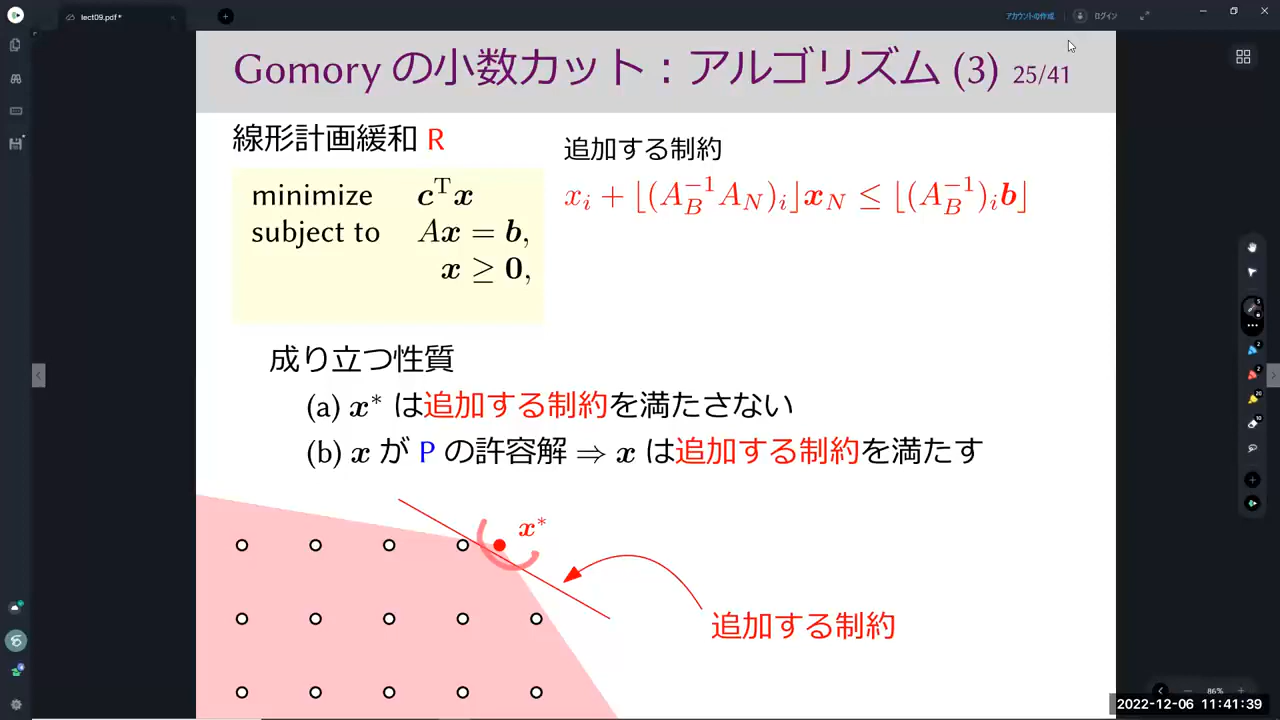 lect09.pdf*
アカウントの作成
ログイン
Gomory の小数カット：アルゴリズム (3) 25/41
線形計画緩和 R
追加する制約
minimize c^T x
x_i + ⌊(A_B^{-1} A_N)_i⌋ x_N ≤ ⌊(A_B^{-1})_i b⌋
subject to Ax = b,
x ≥ 0,
成り立つ性質
(a) x* は追加する制約を満たさない
(b) x が P の許容解 ⇒ x は追加する制約を満たす
x*
追加する制約
86%
2022-12-06 11:41:39